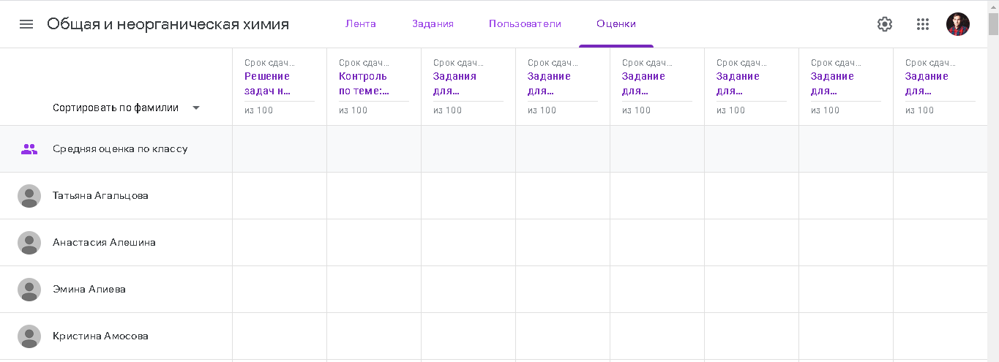 Общая и неорганическая химия
Лента
Задания
Пользователи
Оценки
Сортировать по фамилии
Срок сдач...
Решение
задач н...
из 100
Срок сдач...
Контроль
по теме:...
из 100
Срок сдач...
Задания
для...
из 100
Срок сдач...
Задание
для...
из 100
Срок сдач...
Задание
для...
из 100
Срок сдач...
Задание
для...
из 100
Срок сдач...
Задание
для...
из 100
Срок сдач...
Задание
для...
из 100
Средняя оценка по классу
Татьяна Агальцова
Анастасия Алешина
Эмина Алиева
Кристина Амосова